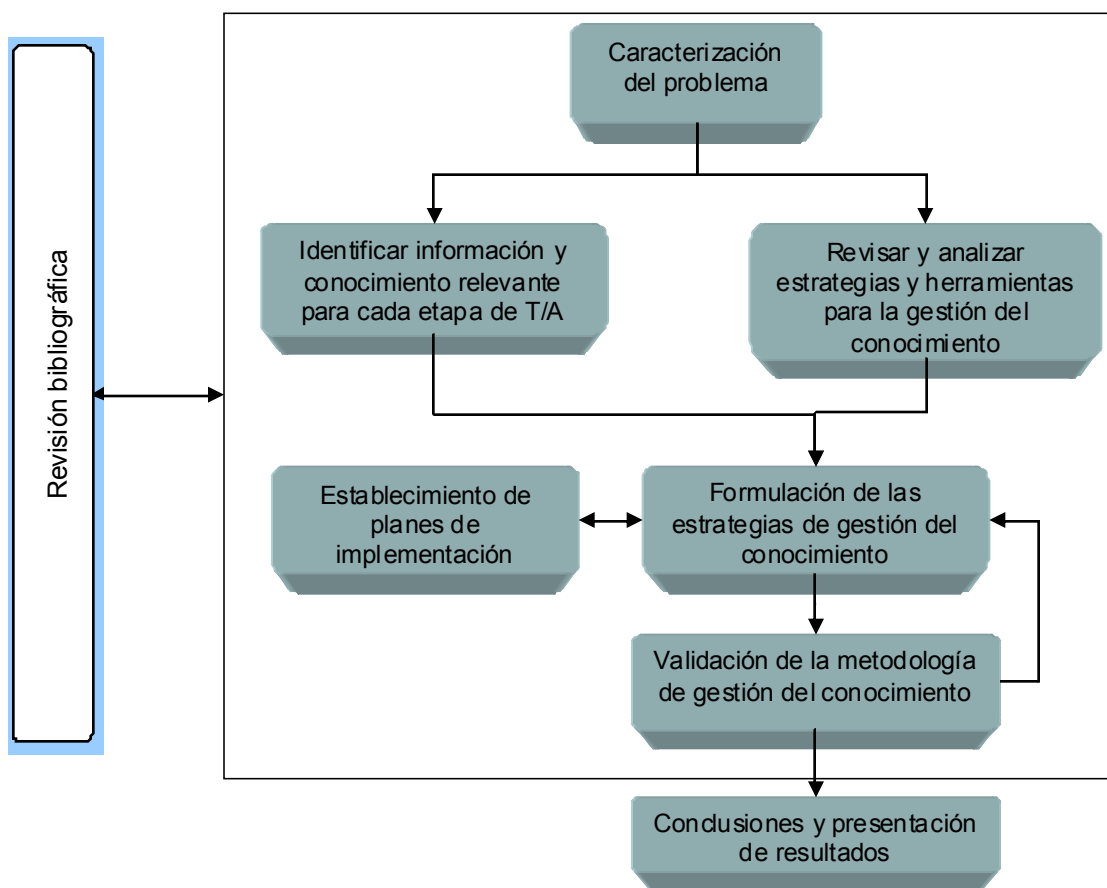 Revisión bibliográfica
Caracterización
del problema
Identificar información y
conocimiento relevante
para cada etapa de T/A
Revisar y analizar
estrategias y herramientas
para la gestión del
conocimiento
Establecimiento de
planes de
implementación
Formulación de las
estrategias de gestión del
conocimiento
Validación de la metodología
de gestión del conocimiento
Conclusiones y presentación
de resultados